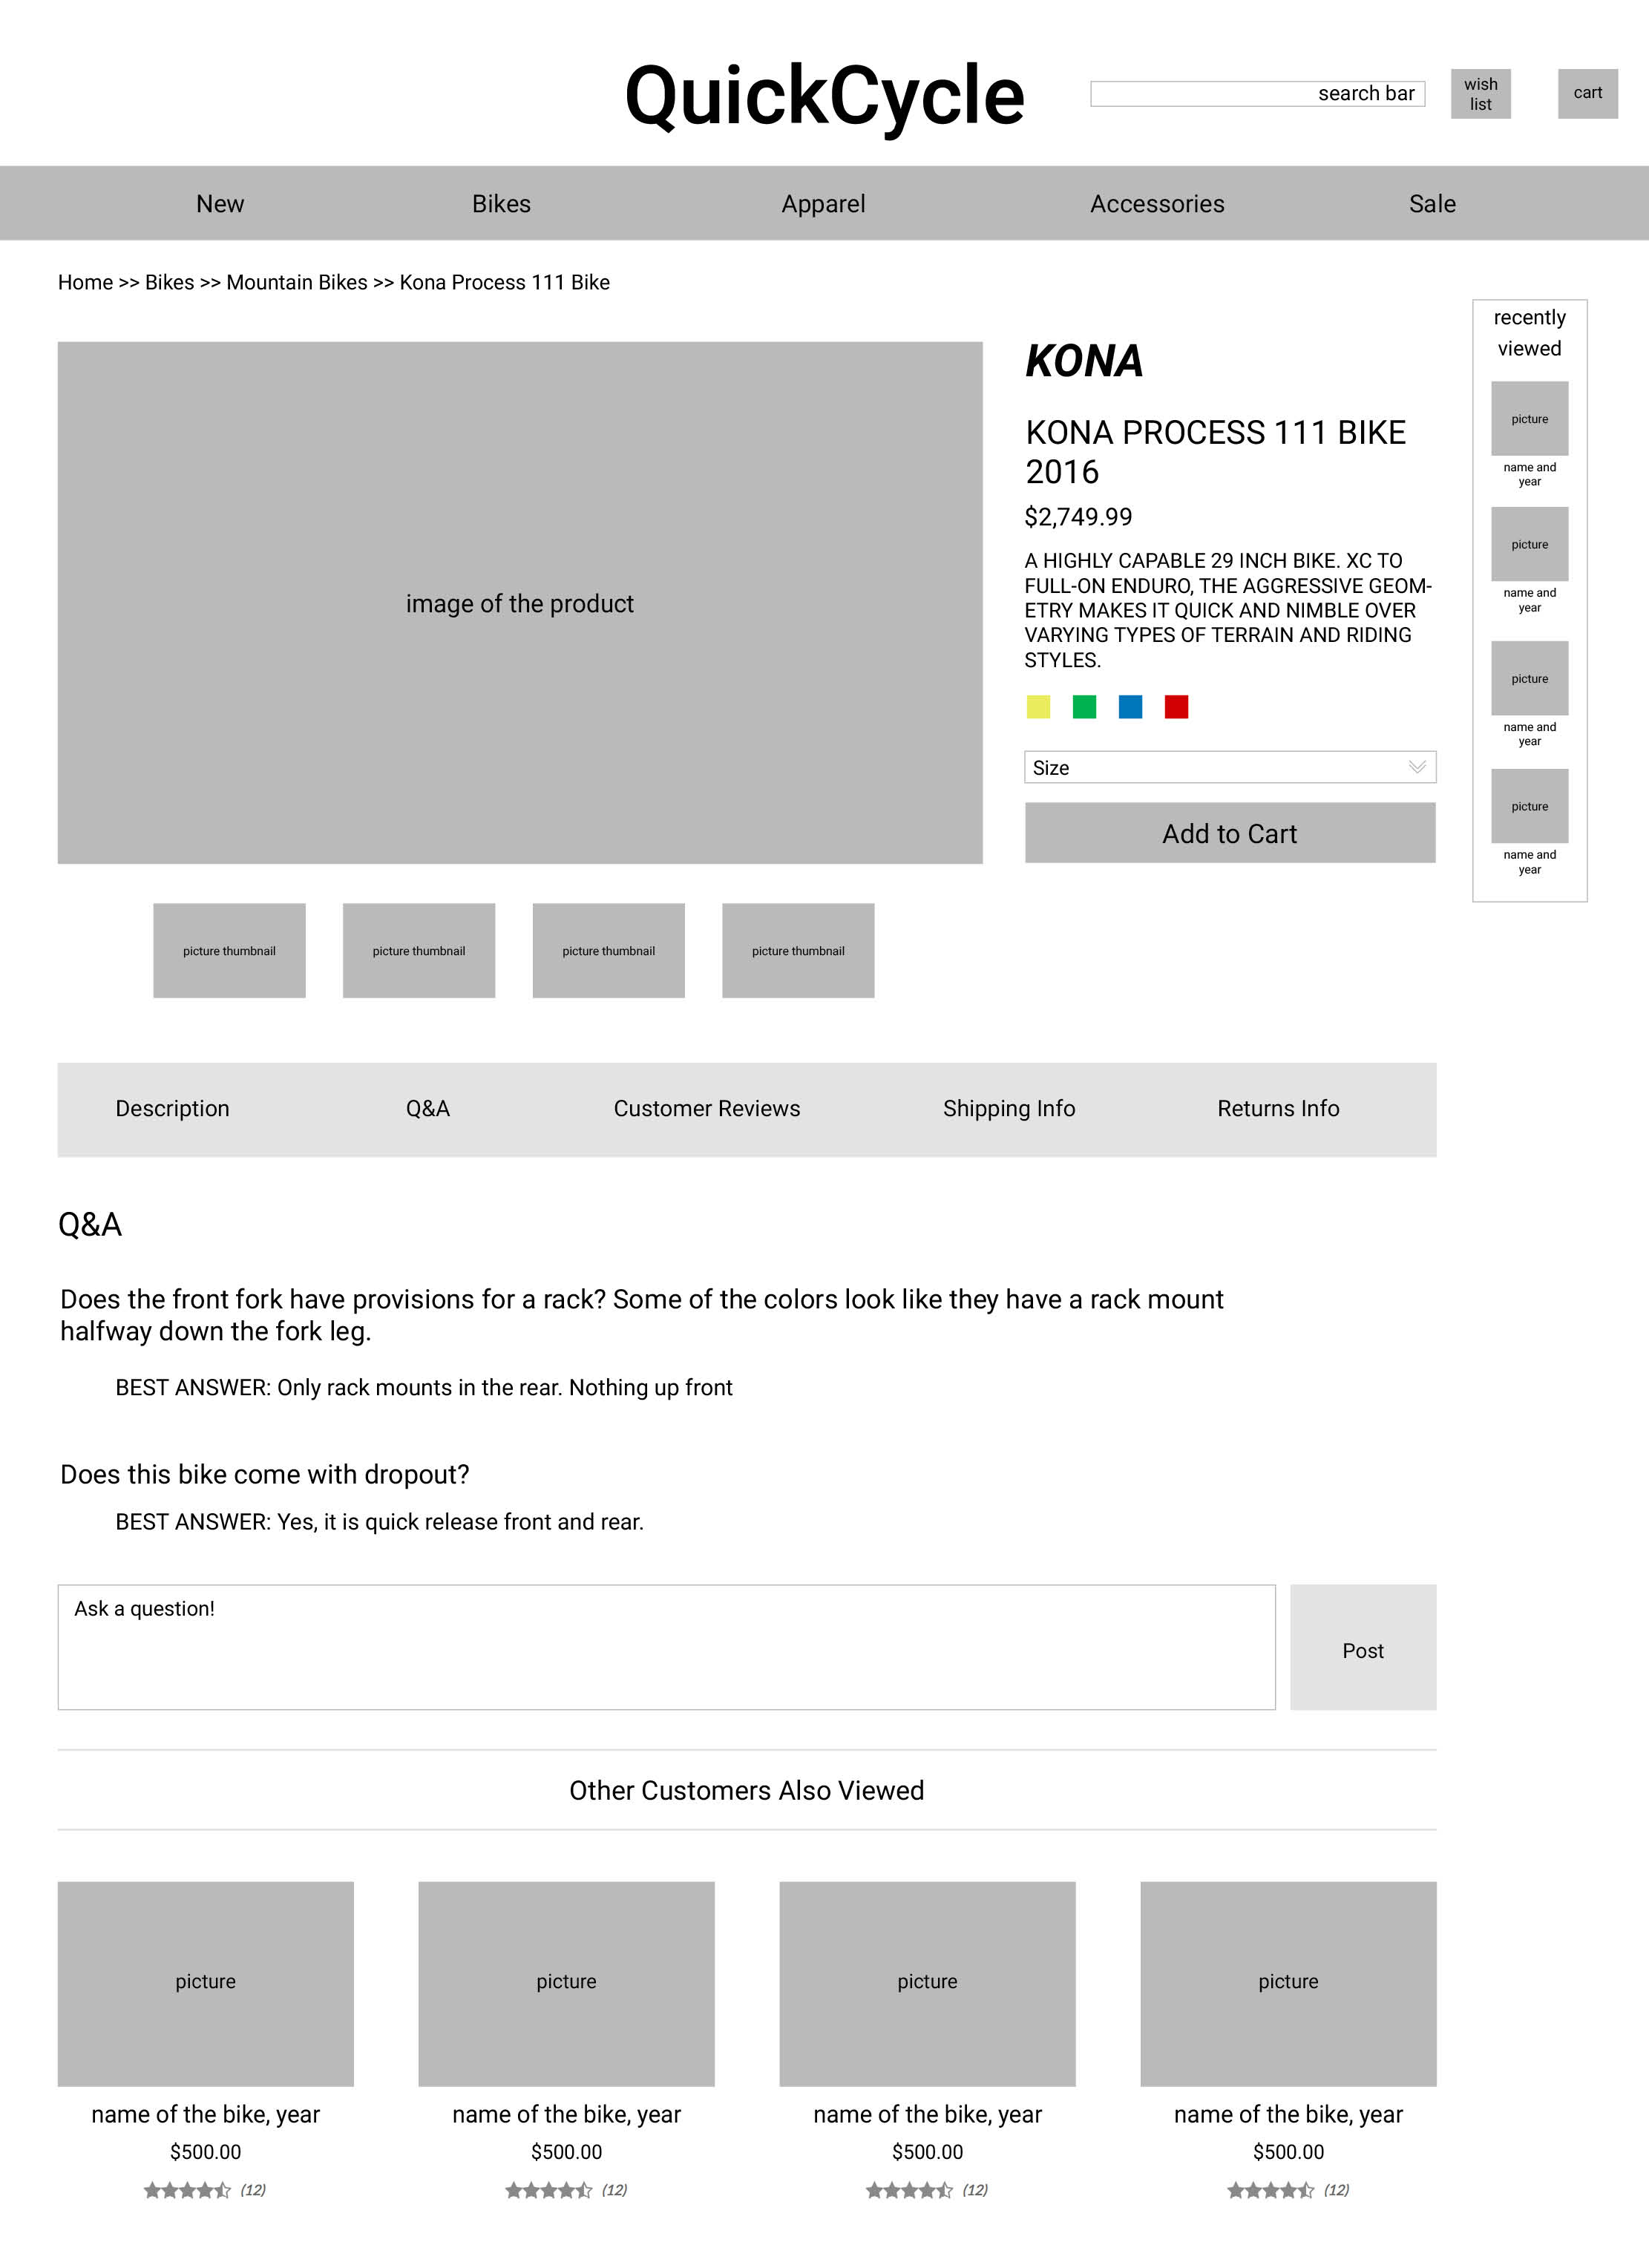 QuickCycle
search bar
wish
list
cart
New
Bikes
Apparel
Accessories
Sale
Home >> Bikes >> Mountain Bikes >> Kona Process 111 Bike
image of the product
KONA
KONA PROCESS 111 BIKE
2016
$2,749.99
A HIGHLY CAPABLE 29 INCH BIKE. XC TO
FULL-ON ENDURO, THE AGGRESSIVE GEOM-
ETRY MAKES IT QUICK AND NIMBLE OVER
VARYING TYPES OF TERRAIN AND RIDING
STYLES.
Size
Add to Cart
recently
viewed
picture
name and
year
picture
name and
year
picture
name and
year
picture
name and
year
picture thumbnail
picture thumbnail
picture thumbnail
picture thumbnail
Description
Q&A
Customer Reviews
Shipping Info
Returns Info
Q&A
Does the front fork have provisions for a rack? Some of the colors look like they have a rack mount
halfway down the fork leg.
BEST ANSWER: Only rack mounts in the rear. Nothing up front
Does this bike come with dropout?
BEST ANSWER: Yes, it is quick release front and rear.
Ask a question!
Post
Other Customers Also Viewed
picture
name of the bike, year
$500.00
(12)
picture
name of the bike, year
$500.00
(12)
picture
name of the bike, year
$500.00
(12)
picture
name of the bike, year
$500.00
(12)